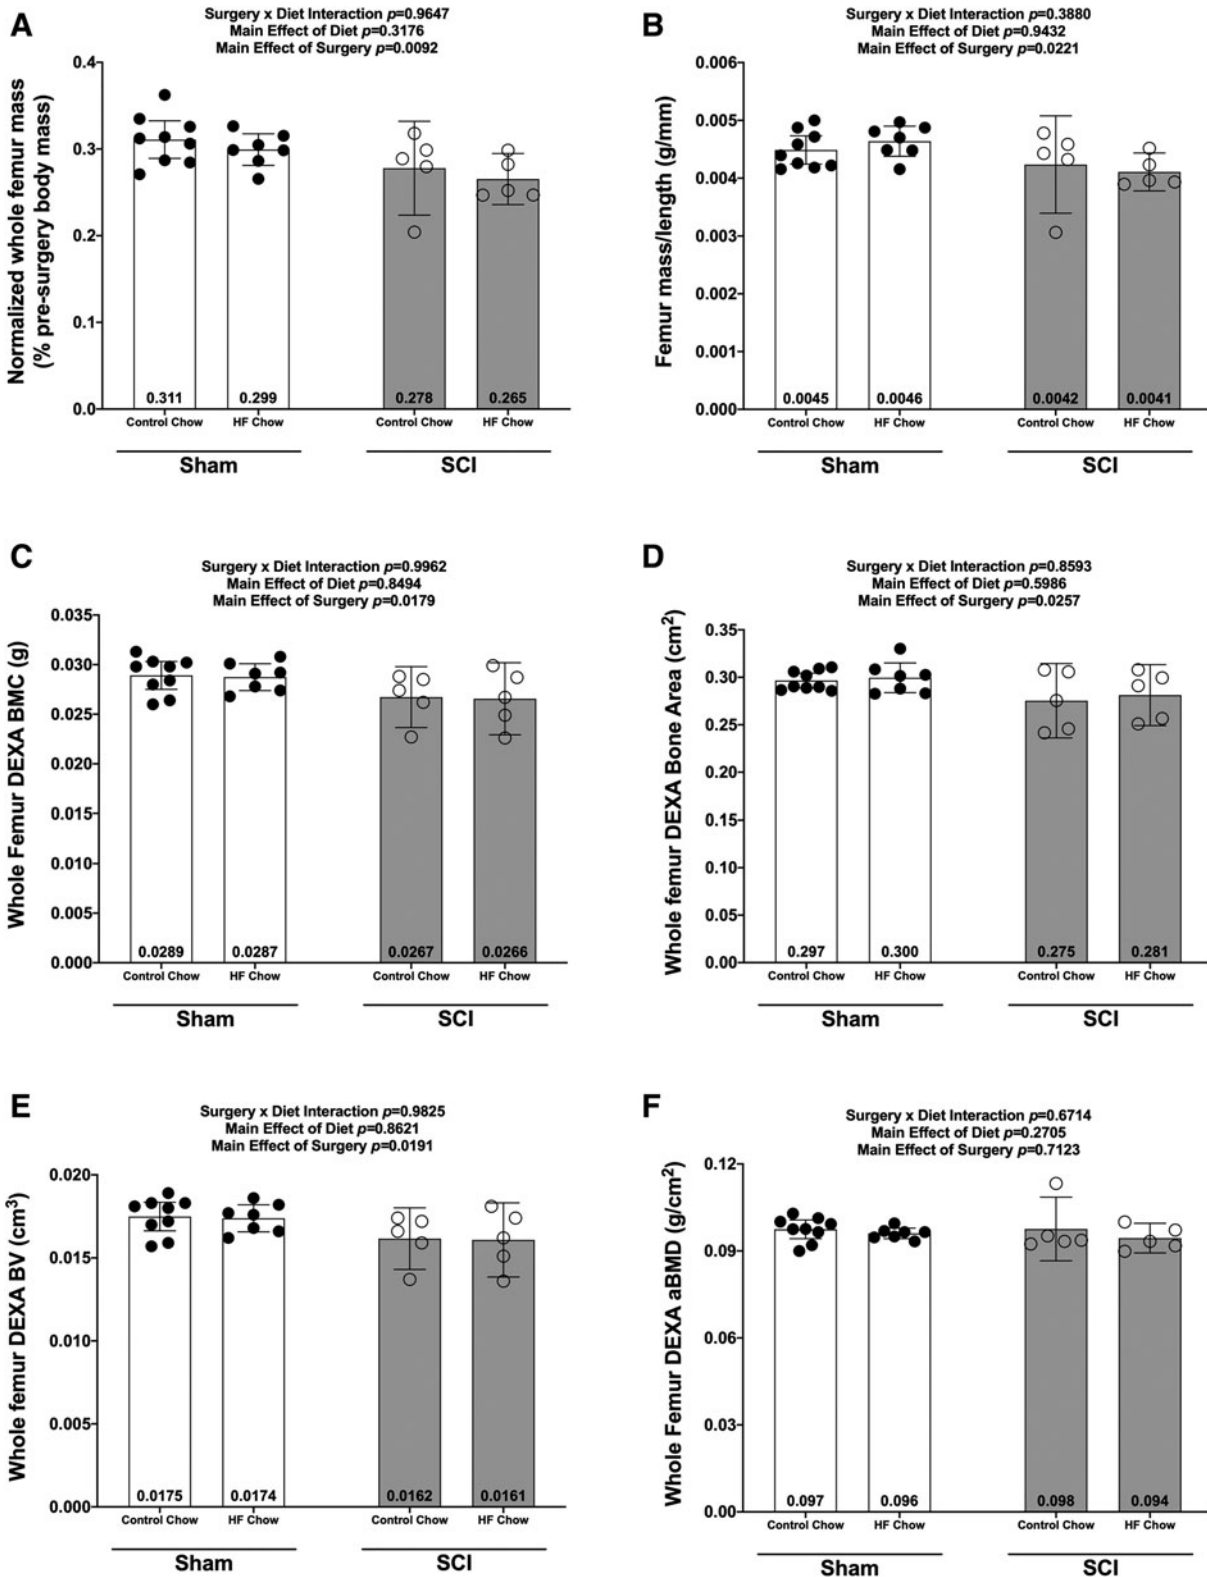 A
Surgery x Diet Interaction p=0.9647
Main Effect of Diet p=0.3176
Main Effect of Surgery p=0.0092
Normalized whole femur mass
(% pre-surgery body mass)
0.4
0.3
0.2
0.1
0.0
0.311
0.299
0.278
0.265
Control Chow
HF Chow
Control Chow
HF Chow
Sham
SCI
B
Surgery x Diet Interaction p=0.3880
Main Effect of Diet p=0.9432
Main Effect of Surgery p=0.0221
Femur mass/length (g/mm)
0.006
0.005
0.004
0.003
0.002
0.001
0.000
0.0045
0.0046
0.0042
0.0041
Control Chow
HF Chow
Control Chow
HF Chow
Sham
SCI
C
Surgery x Diet Interaction p=0.9962
Main Effect of Diet p=0.8494
Main Effect of Surgery p=0.0179
Whole Femur DEXA BMC (g)
0.035
0.030
0.025
0.020
0.015
0.010
0.005
0.000
0.0289
0.0287
0.0267
0.0266
Control Chow
HF Chow
Control Chow
HF Chow
Sham
SCI
D
Surgery x Diet Interaction p=0.8593
Main Effect of Diet p=0.5986
Main Effect of Surgery p=0.0257
Whole femur DEXA Bone Area (cm²)
0.35
0.30
0.25
0.20
0.15
0.10
0.05
0.00
0.297
0.300
0.275
0.281
Control Chow
HF Chow
Control Chow
HF Chow
Sham
SCI
E
Surgery x Diet Interaction p=0.9825
Main Effect of Diet p=0.8621
Main Effect of Surgery p=0.0191
Whole femur DEXA BV (cm³)
0.020
0.015
0.010
0.005
0.000
0.0175
0.0174
0.0162
0.0161
Control Chow
HF Chow
Control Chow
HF Chow
Sham
SCI
F
Surgery x Diet Interaction p=0.6714
Main Effect of Diet p=0.2705
Main Effect of Surgery p=0.7123
Whole Femur DEXA aBMD (g/cm²)
0.12
0.09
0.06
0.03
0.00
0.097
0.096
0.098
0.094
Control Chow
HF Chow
Control Chow
HF Chow
Sham
SCI